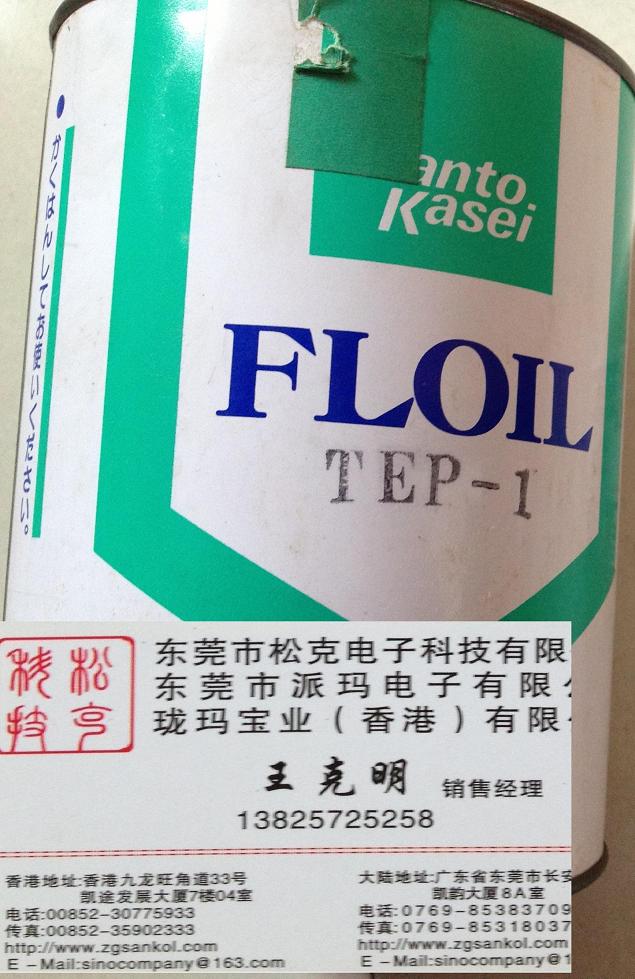 ●かくはんしてお使いください。
anto
Kasei
FLOIL
TEP-1
东莞市松克电子科技有限
东莞市派玛电子有限公
珑玛宝业（香港）有限
松亨科技
王克明 销售经理
13825725258
香港地址:香港九龙旺角道33号
凯途发展大厦7楼04室
电话:00852-30775933
传真:00852-35902333
http://www.zgsankol.com
E-Mail:sinocompany@163.com
大陆地址:广东省东莞市长安
凯韵大厦8A室
电话:0769-85383709
传真:0769-85318037
http://www.zgsankol.com
E-Mail:sinocompany@1